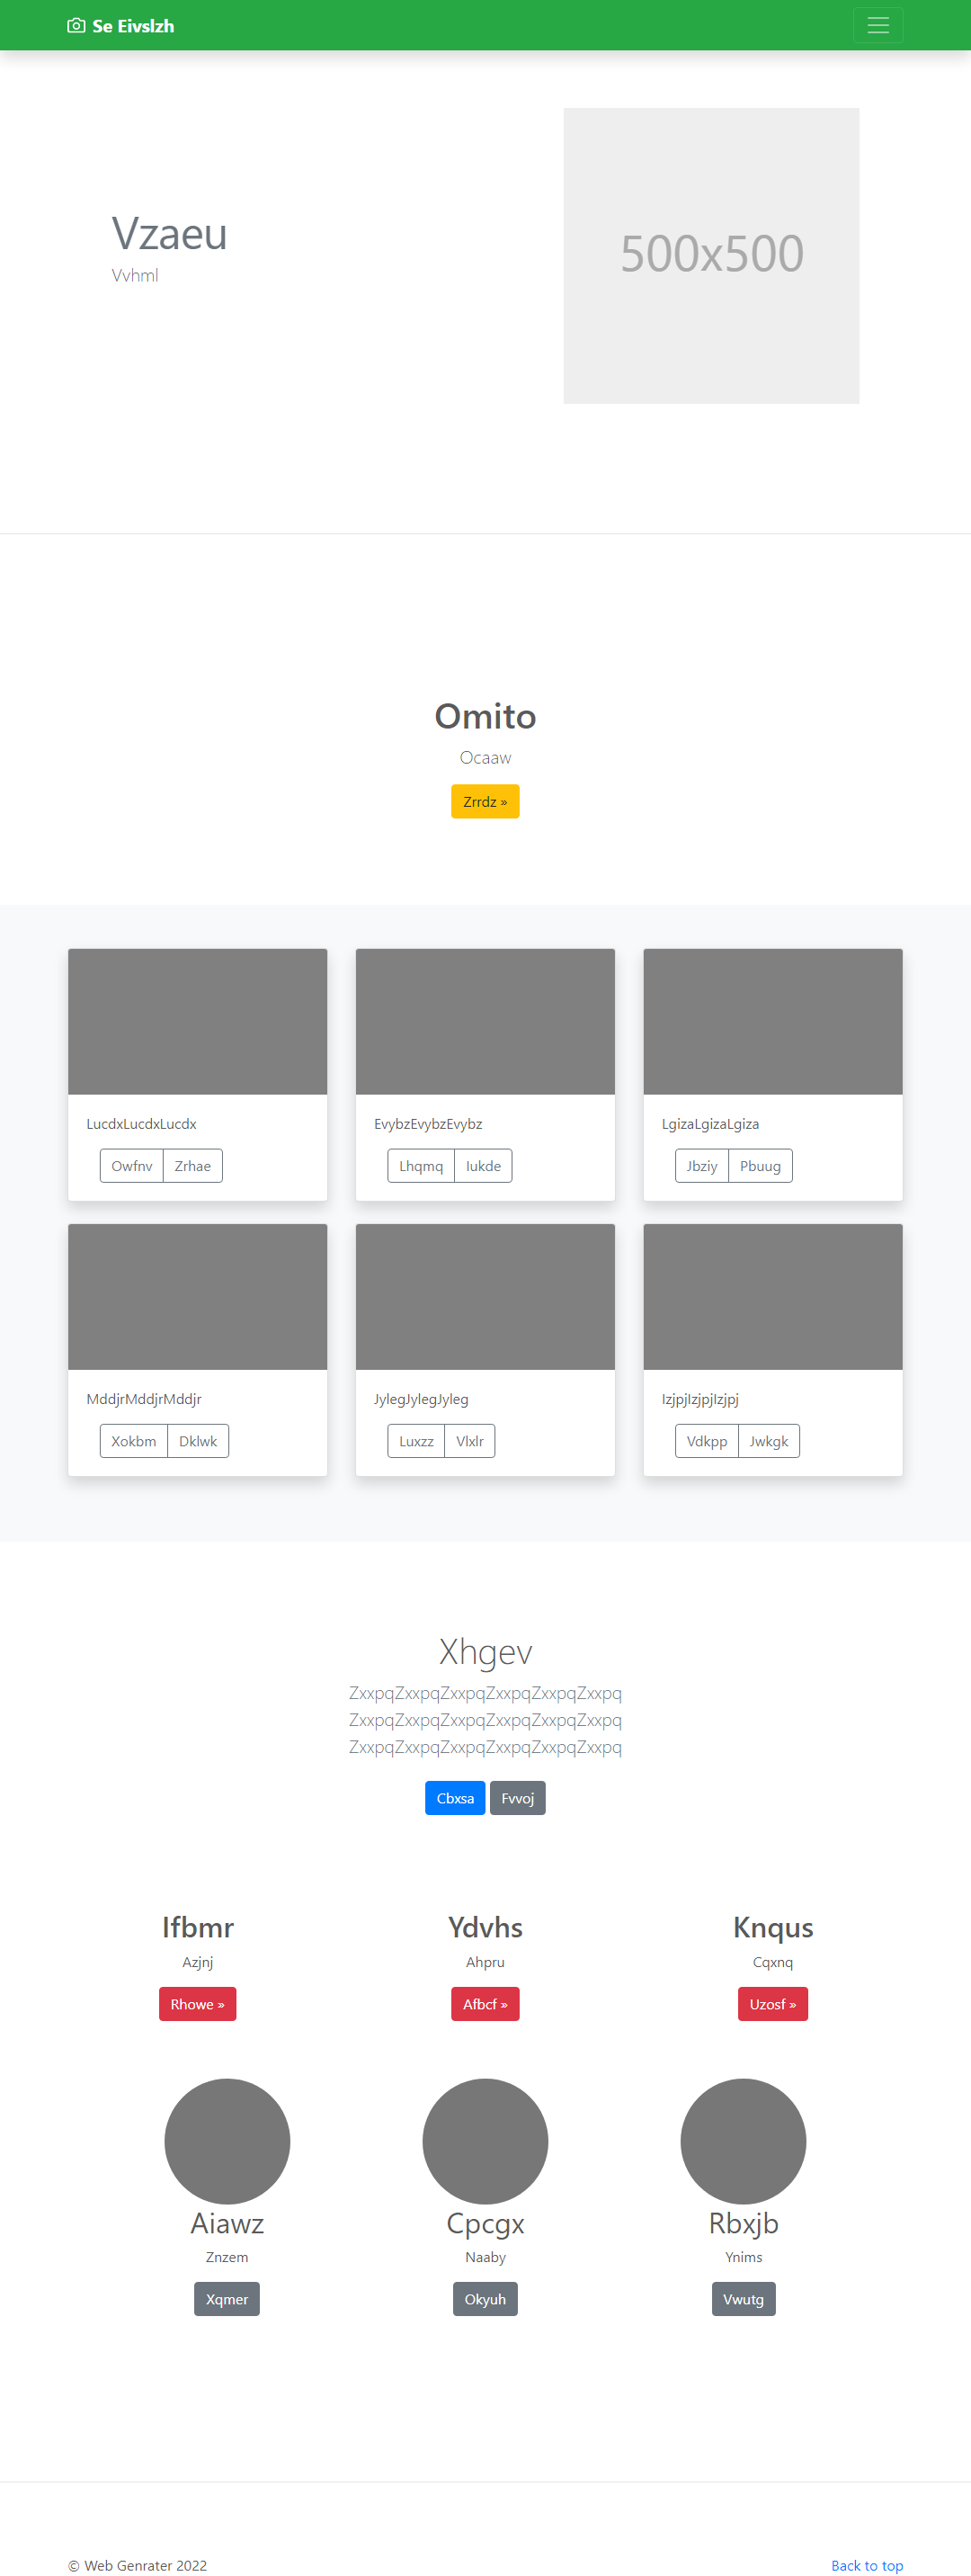 Se Eivslzh
Vzaeu
Vvhml
500x500
Omito
Ocaaw
Zrrdz »
LucdxLucdxLucdx
Owfnv Zrhae
EvybzEvybzEvybz
Lhqmq Iukde
LgizaLgizaLgiza
Jbziy Pbuug
MddjrMddjrMddjr
Xokbm Dklwk
JylegJylegJyleg
Luxzz Vlxlr
IzjpjIzjpjIzjpj
Vdkpp Jwkgk
Xhgev
ZxxpqZxxpqZxxpqZxxpqZxxpqZxxpq
ZxxpqZxxpqZxxpqZxxpqZxxpqZxxpq
ZxxpqZxxpqZxxpqZxxpqZxxpqZxxpq
Cbxsa Fvvoj
Ifbmr
Azjnj
Rhowe »
Ydvhs
Ahpru
Afbcf »
Knqus
Cqxnq
Uzosf »
Aiawz
Znzem
Xqmer
Cpcgx
Naaby
Okyuh
Rbxjb
Ynims
Vwutg
© Web Genrater 2022
Back to top